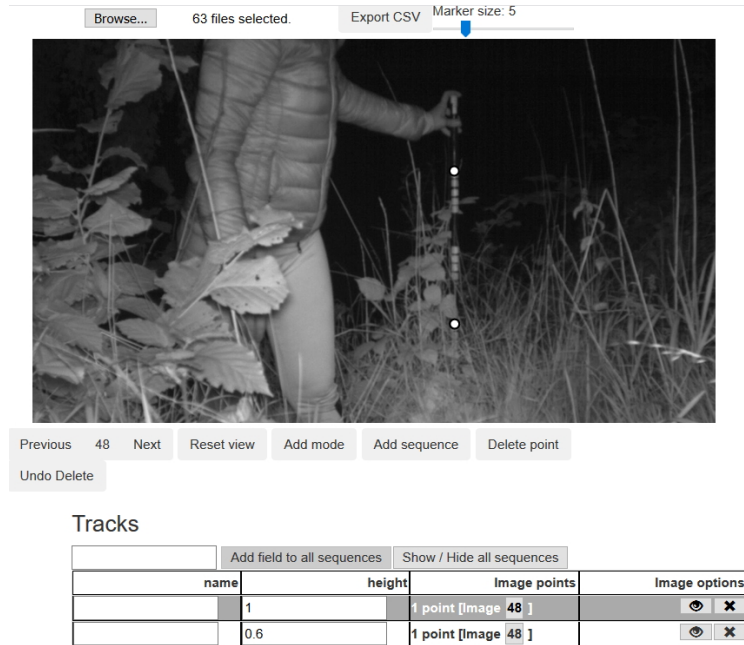 Browse... 63 files selected. Export CSV Marker size: 5
Previous 48 Next Reset view Add mode Add sequence Delete point
Undo Delete
Tracks
Add field to all sequences Show / Hide all sequences
name height Image points Image options
1 1 point [Image 48 ]
0.6 1 point [Image 48 ]